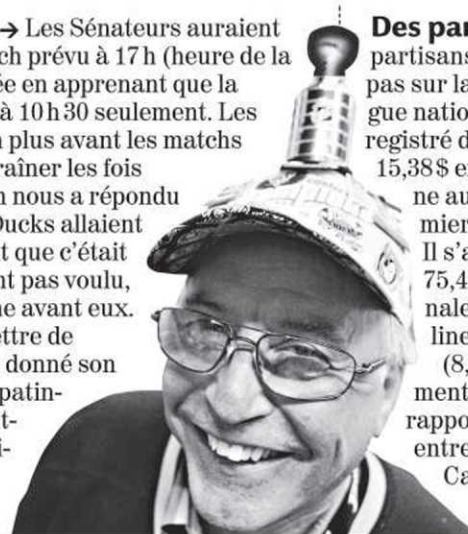 → Les Sénateurs auraient
ch prévu à 17 h (heure de la
ée en apprenant que la
à 10 h 30 seulement. Les
n plus avant les matchs
raîner les fois
n nous a répondu
Ducks allaient
t que c'était
nt pas voulu,
ne avant eux.
ettre de
donné son
patin-
t-
i-
Des par
partisans
pas sur la
gue natio
registré d
15,38 $ e
ne au
mier
Il s'a
75,4
nale
line
(8,
ment
rappo
entre
Ca